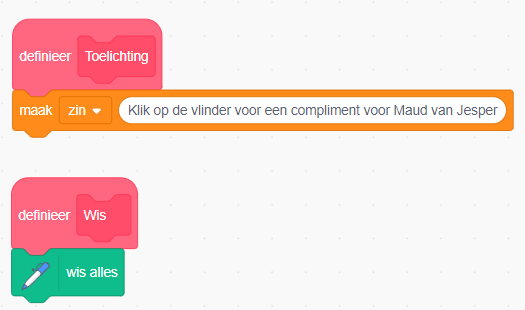 definieer Toelichting
maak zin Klik op de vlinder voor een compliment voor Maud van Jesper
definieer Wis
wis alles